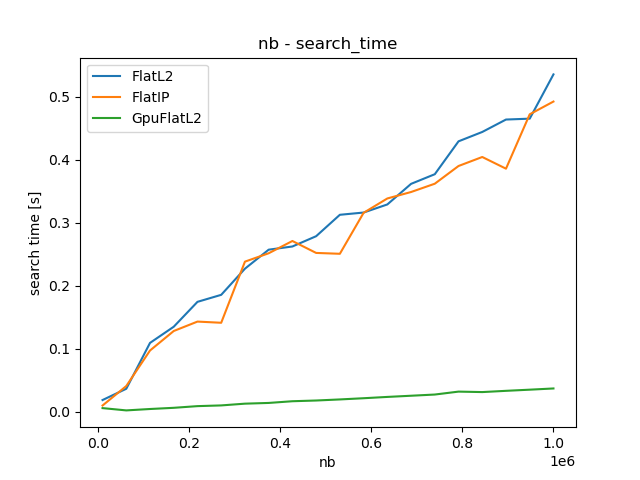 nb - search_time
FlatL2
FlatIP
GpuFlatL2
search time [s]
0.5
0.4
0.3
0.2
0.1
0.0
0.0 0.2 0.4 0.6 0.8 1.0
1e6
nb